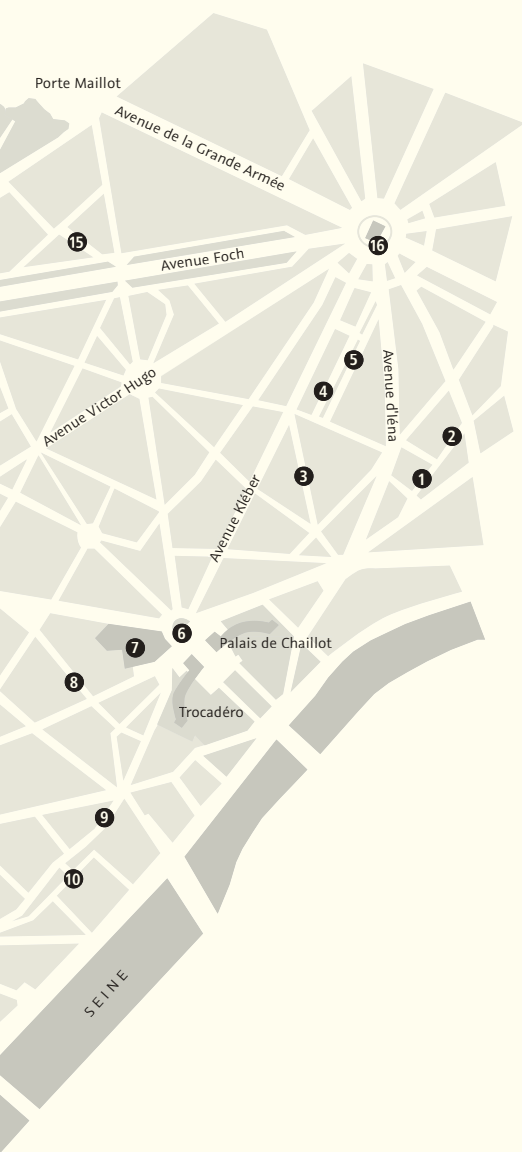 Porte Maillot
Avenue de la Grande Armée
15
16
Avenue Foch
5
Avenue d'Iéna
4
Avenue Victor Hugo
2
3
1
Avenue Kléber
6
7
Palais de Chaillot
8
Trocadéro
9
10
SEINE